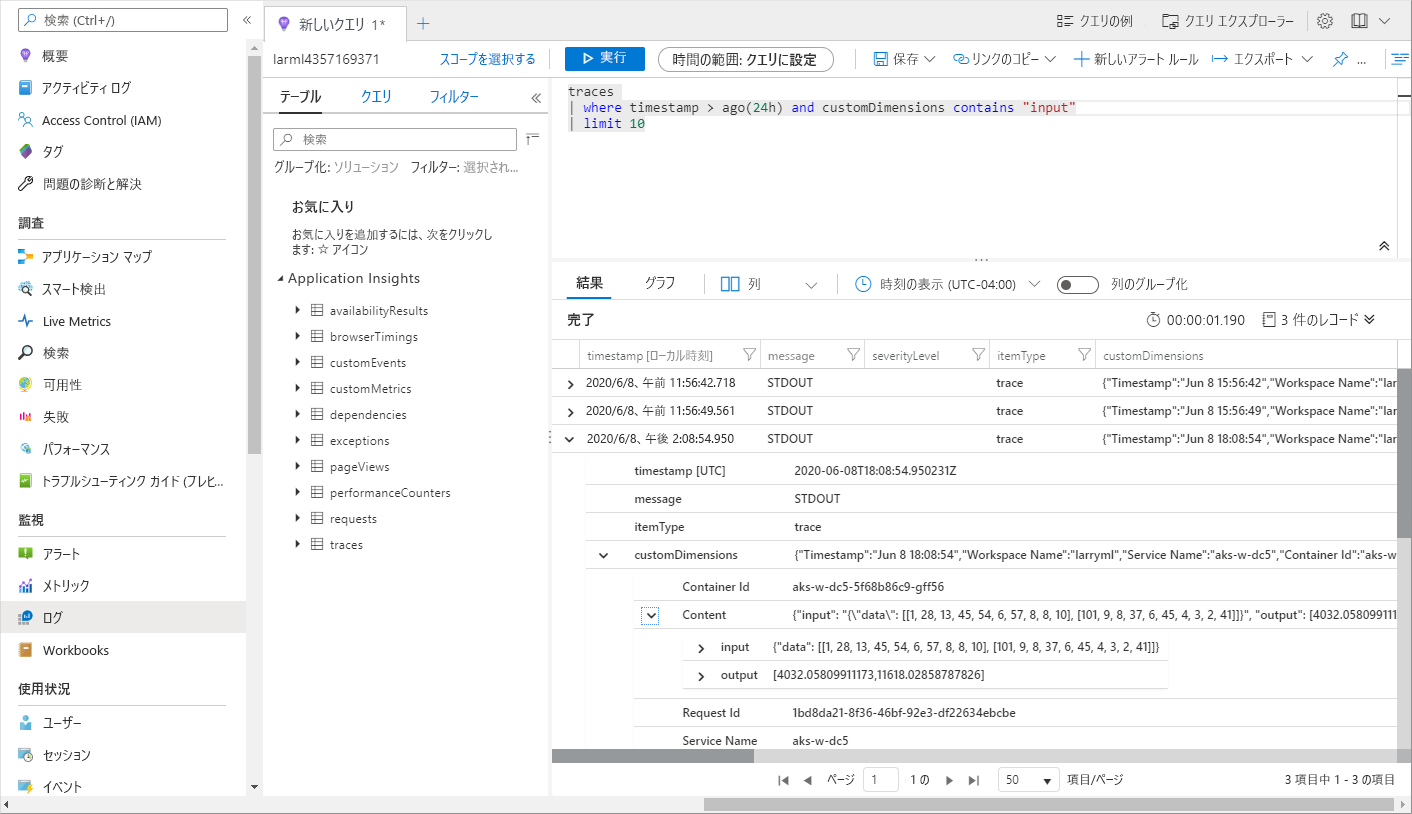 検索 (Ctrl+/)
«
概要
アクティビティ ログ
Access Control (IAM)
タグ
問題の診断と解決
調査
アプリケーション マップ
スマート検出
Live Metrics
検索
可用性
失敗
パフォーマンス
トラブルシューティング ガイド (プレビ...
監視
アラート
メトリック
ログ
Workbooks
使用状況
ユーザー
セッション
イベント
新しいクエリ 1*
+
クエリの例
クエリ エクスプローラー
larml4357169371
スコープを選択する
実行
時間の範囲: クエリに設定
保存
リンクのコピー
新しいアラート ルール
エクスポート
...
テーブル
クエリ
フィルター
«
検索
グループ化: ソリューション フィルター: 選択され...
お気に入り
お気に入りを追加するには、次をクリックし
ます: ☆ アイコン
Application Insights
availabilityResults
browserTimings
customEvents
customMetrics
dependencies
exceptions
pageViews
performanceCounters
requests
traces
traces
| where timestamp > ago(24h) and customDimensions contains "input"
| limit 10
結果
グラフ
列
時刻の表示 (UTC-04:00)
列のグループ化
完了
00:00:01.190
3 件のレコード
timestamp [ローカル時刻] message severityLevel itemType customDimensions
2020/6/8、午前 11:56:42.718 STDOUT trace {"Timestamp":"Jun 8 15:56:42","Workspace Name":"lar
2020/6/8、午前 11:56:49.561 STDOUT trace {"Timestamp":"Jun 8 15:56:49","Workspace Name":"lar
2020/6/8、午後 2:08:54.950 STDOUT trace {"Timestamp":"Jun 8 18:08:54","Workspace Name":"lar
timestamp [UTC] 2020-06-08T18:08:54.950231Z
message STDOUT
itemType trace
customDimensions {"Timestamp":"Jun 8 18:08:54","Workspace Name":"larryml","Service Name":"aks-w-dc5","Container Id":"aks-w
Container Id aks-w-dc5-5f68b86c9-gff56
Content {"input": "{\"data\": [[1, 28, 13, 45, 54, 6, 57, 8, 8, 10], [101, 9, 8, 37, 6, 45, 4, 3, 2, 41]]}", "output": [4032.058099111
input {"data": [[1, 28, 13, 45, 54, 6, 57, 8, 8, 10], [101, 9, 8, 37, 6, 45, 4, 3, 2, 41]]}
output [4032.05809911173,11618.02858787826]
Request Id 1bd8da21-8f36-46bf-92e3-df22634ebcbe
Service Name aks-w-dc5
ページ 1 1 の 50 項目/ページ
3 項目中 1 - 3 の項目